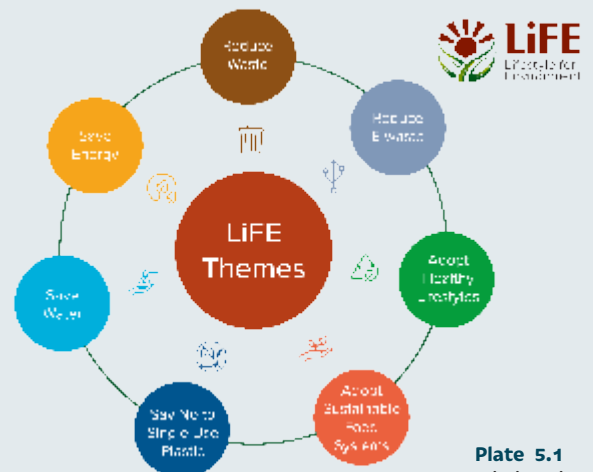 Reduce
Waste
LiFE
Lifestyle for
Environment
Reduce
E-waste
Save
Energy
LiFE
Themes
Adopt
Healthy
Lifestyles
Save
Water
Adopt
Sustainable
Food
Systems
Say No to
Single Use
Plastic
Plate 5.1